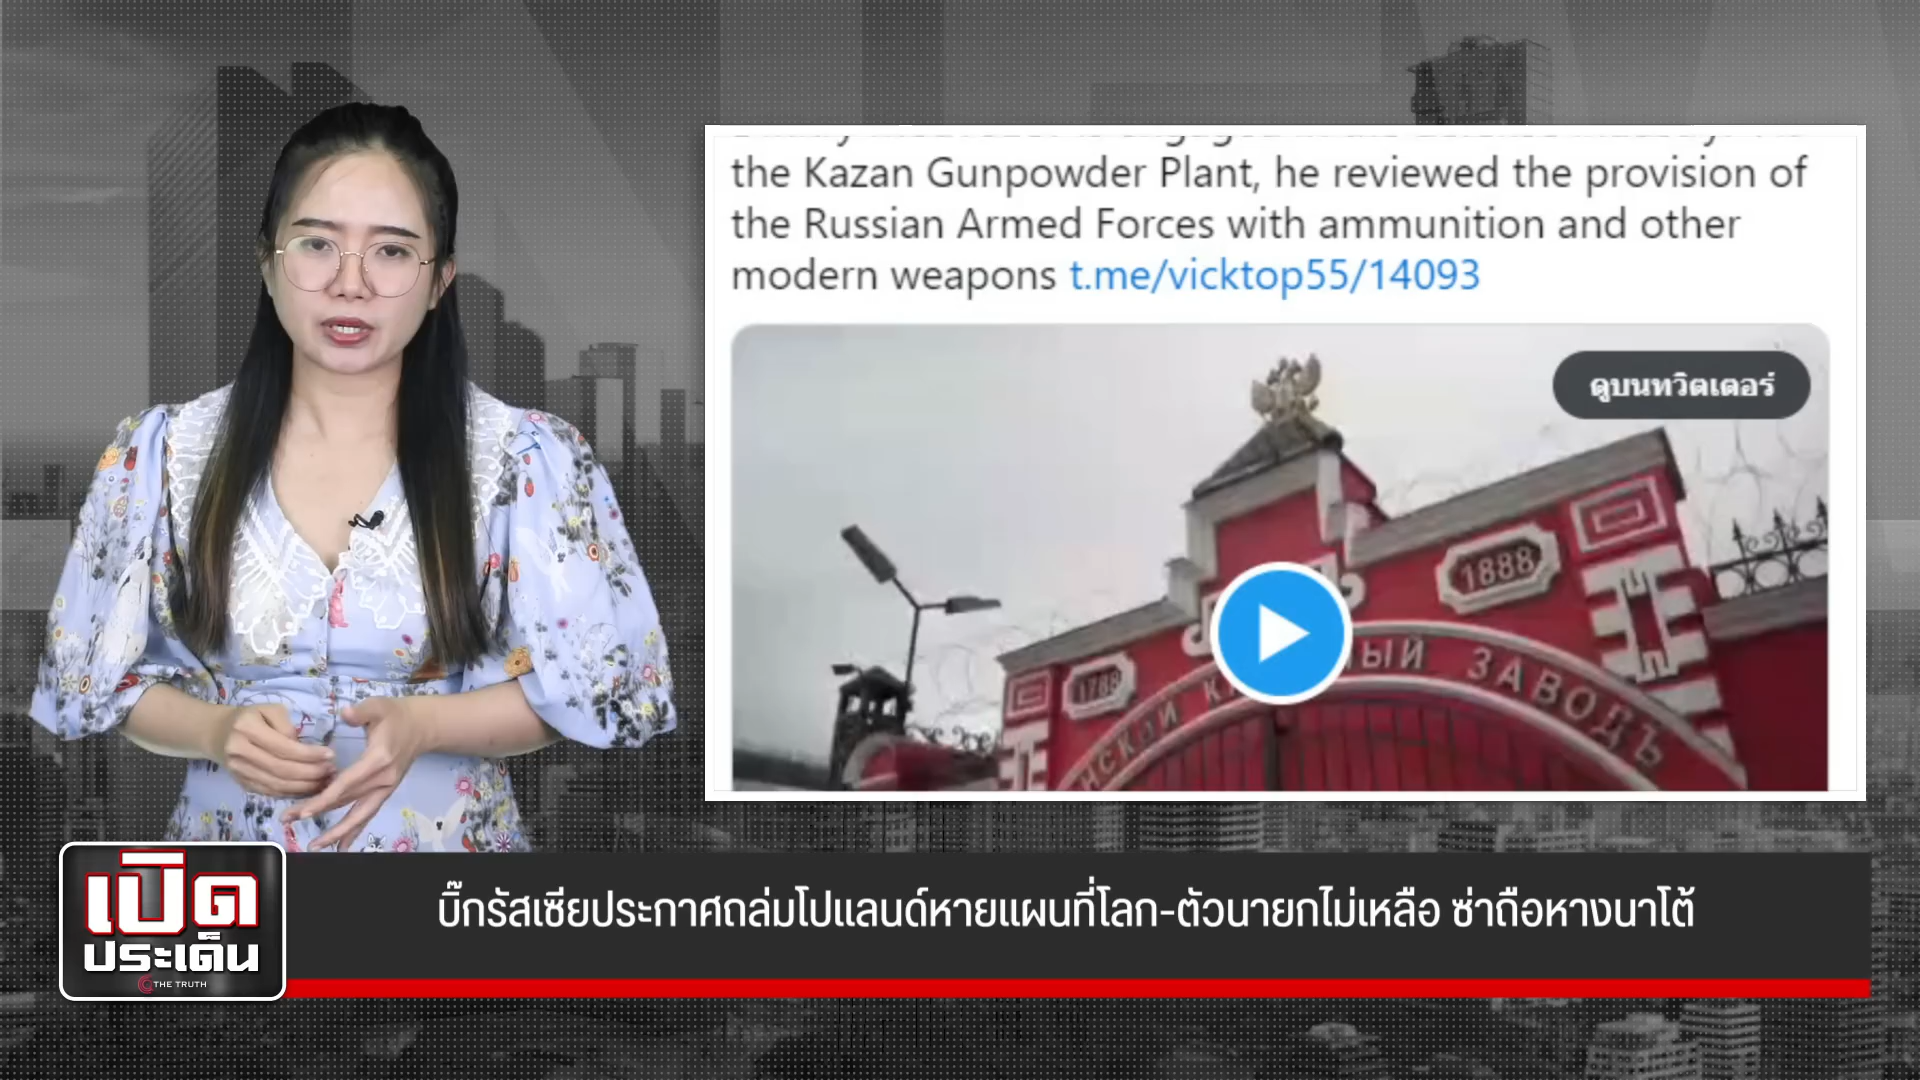 the Kazan Gunpowder Plant, he reviewed the provision of
the Russian Armed Forces with ammunition and other
modern weapons t.me/vicktop55/14093
ดูบนทวิตเตอร์
1888
1788
ЫЙ ЗАВОДЪ
เปิด
ประเด็น
THE TRUTH
บิ๊กรัสเซียประกาศถล่มโปแลนด์หายแผนที่โลก-ตัวนายกไม่เหลือ ซ่าถือหางนาโต้